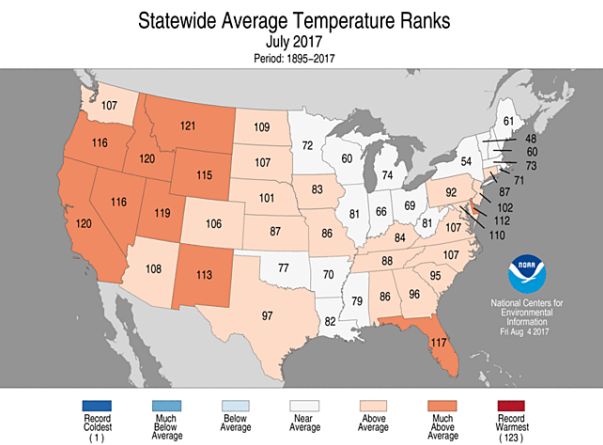 Statewide Average Temperature Ranks
July 2017
Period: 1895–2017
107
121
109
72
61
116
120
107
60
48
60
73
71
115
74
54
116
101
83
92
87
102
112
110
120
119
106
87
86
81
66
69
81
107
84
108
113
77
70
88
107
95
97
79
86
96
82
117
NOAA
National Centers for
Environmental
Information
Fri Aug 4 2017
Record
Coldest
( 1 )
Much
Below
Average
Below
Average
Near
Average
Above
Average
Much
Above
Average
Record
Warmest
( 123 )